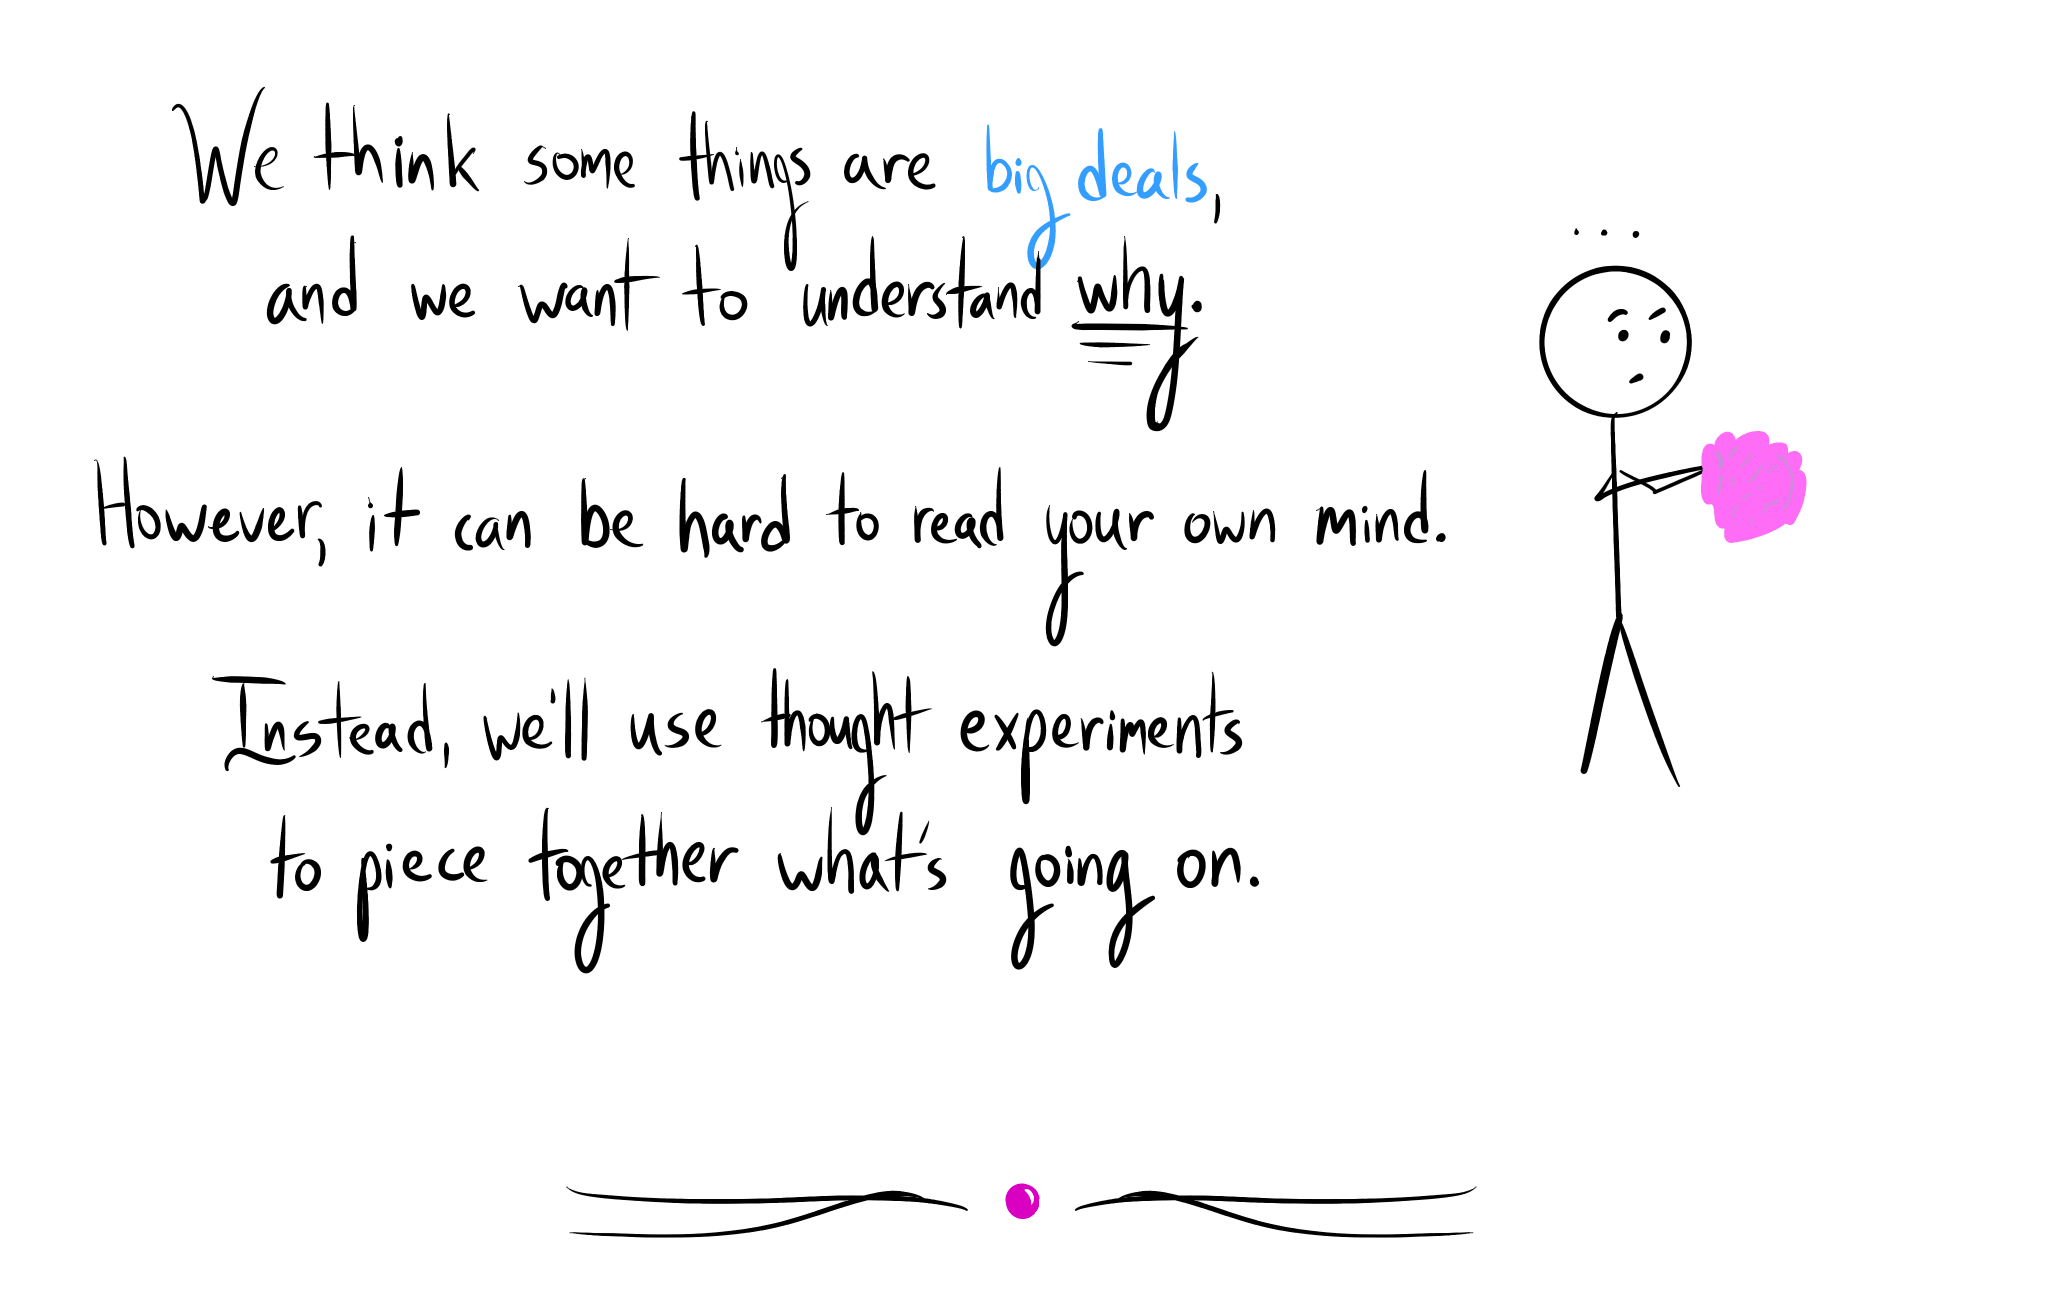 We think some things are big deals,
and we want to understand why.
However, it can be hard to read your own mind.
Instead, we'll use thought experiments
to piece together what's going on.
...